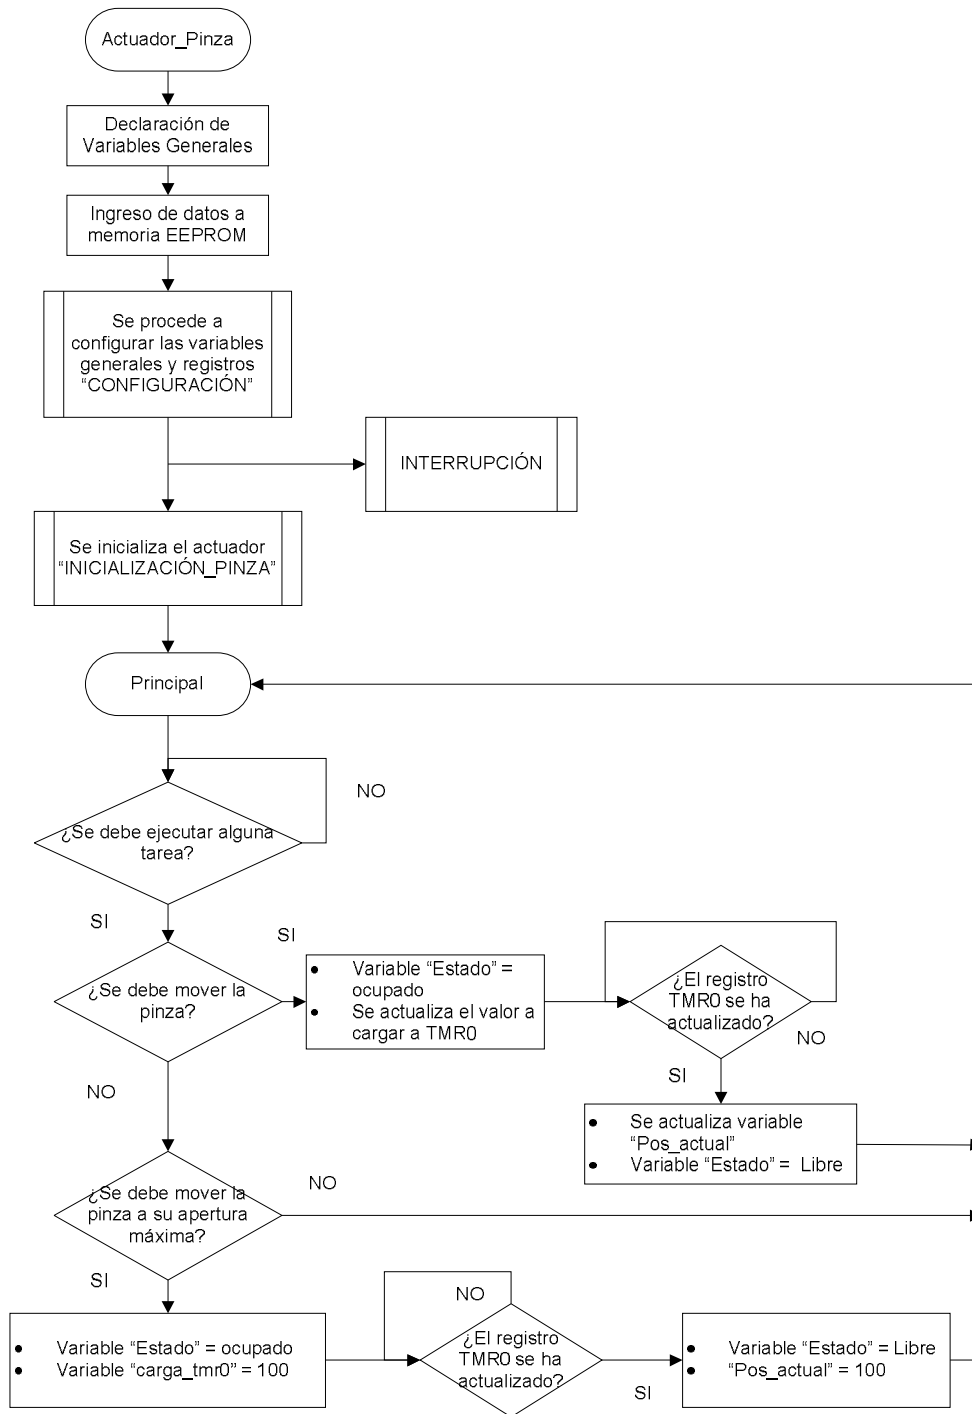 Actuador_Pinza
Declaración de
Variables Generales
Ingreso de datos a
memoria EEPROM
Se procede a
configurar las variables
generales y registros
“CONFIGURACIÓN”
INTERRUPCIÓN
Se inicializa el actuador
“INICIALIZACIÓN_PINZA”
Principal
NO
¿Se debe ejecutar alguna
tarea?
SI
SI
¿Se debe mover la
pinza?
• Variable “Estado” =
ocupado
• Se actualiza el valor a
cargar a TMR0
¿El registro
TMR0 se ha
actualizado?
NO
SI
NO
• Se actualiza variable
“Pos_actual”
• Variable “Estado” = Libre
¿Se debe mover la
pinza a su apertura
máxima?
NO
SI
• Variable “Estado” = ocupado
• Variable “carga_tmr0” = 100
NO
¿El registro
TMR0 se ha
actualizado?
SI
• Variable “Estado” = Libre
• “Pos_actual” = 100